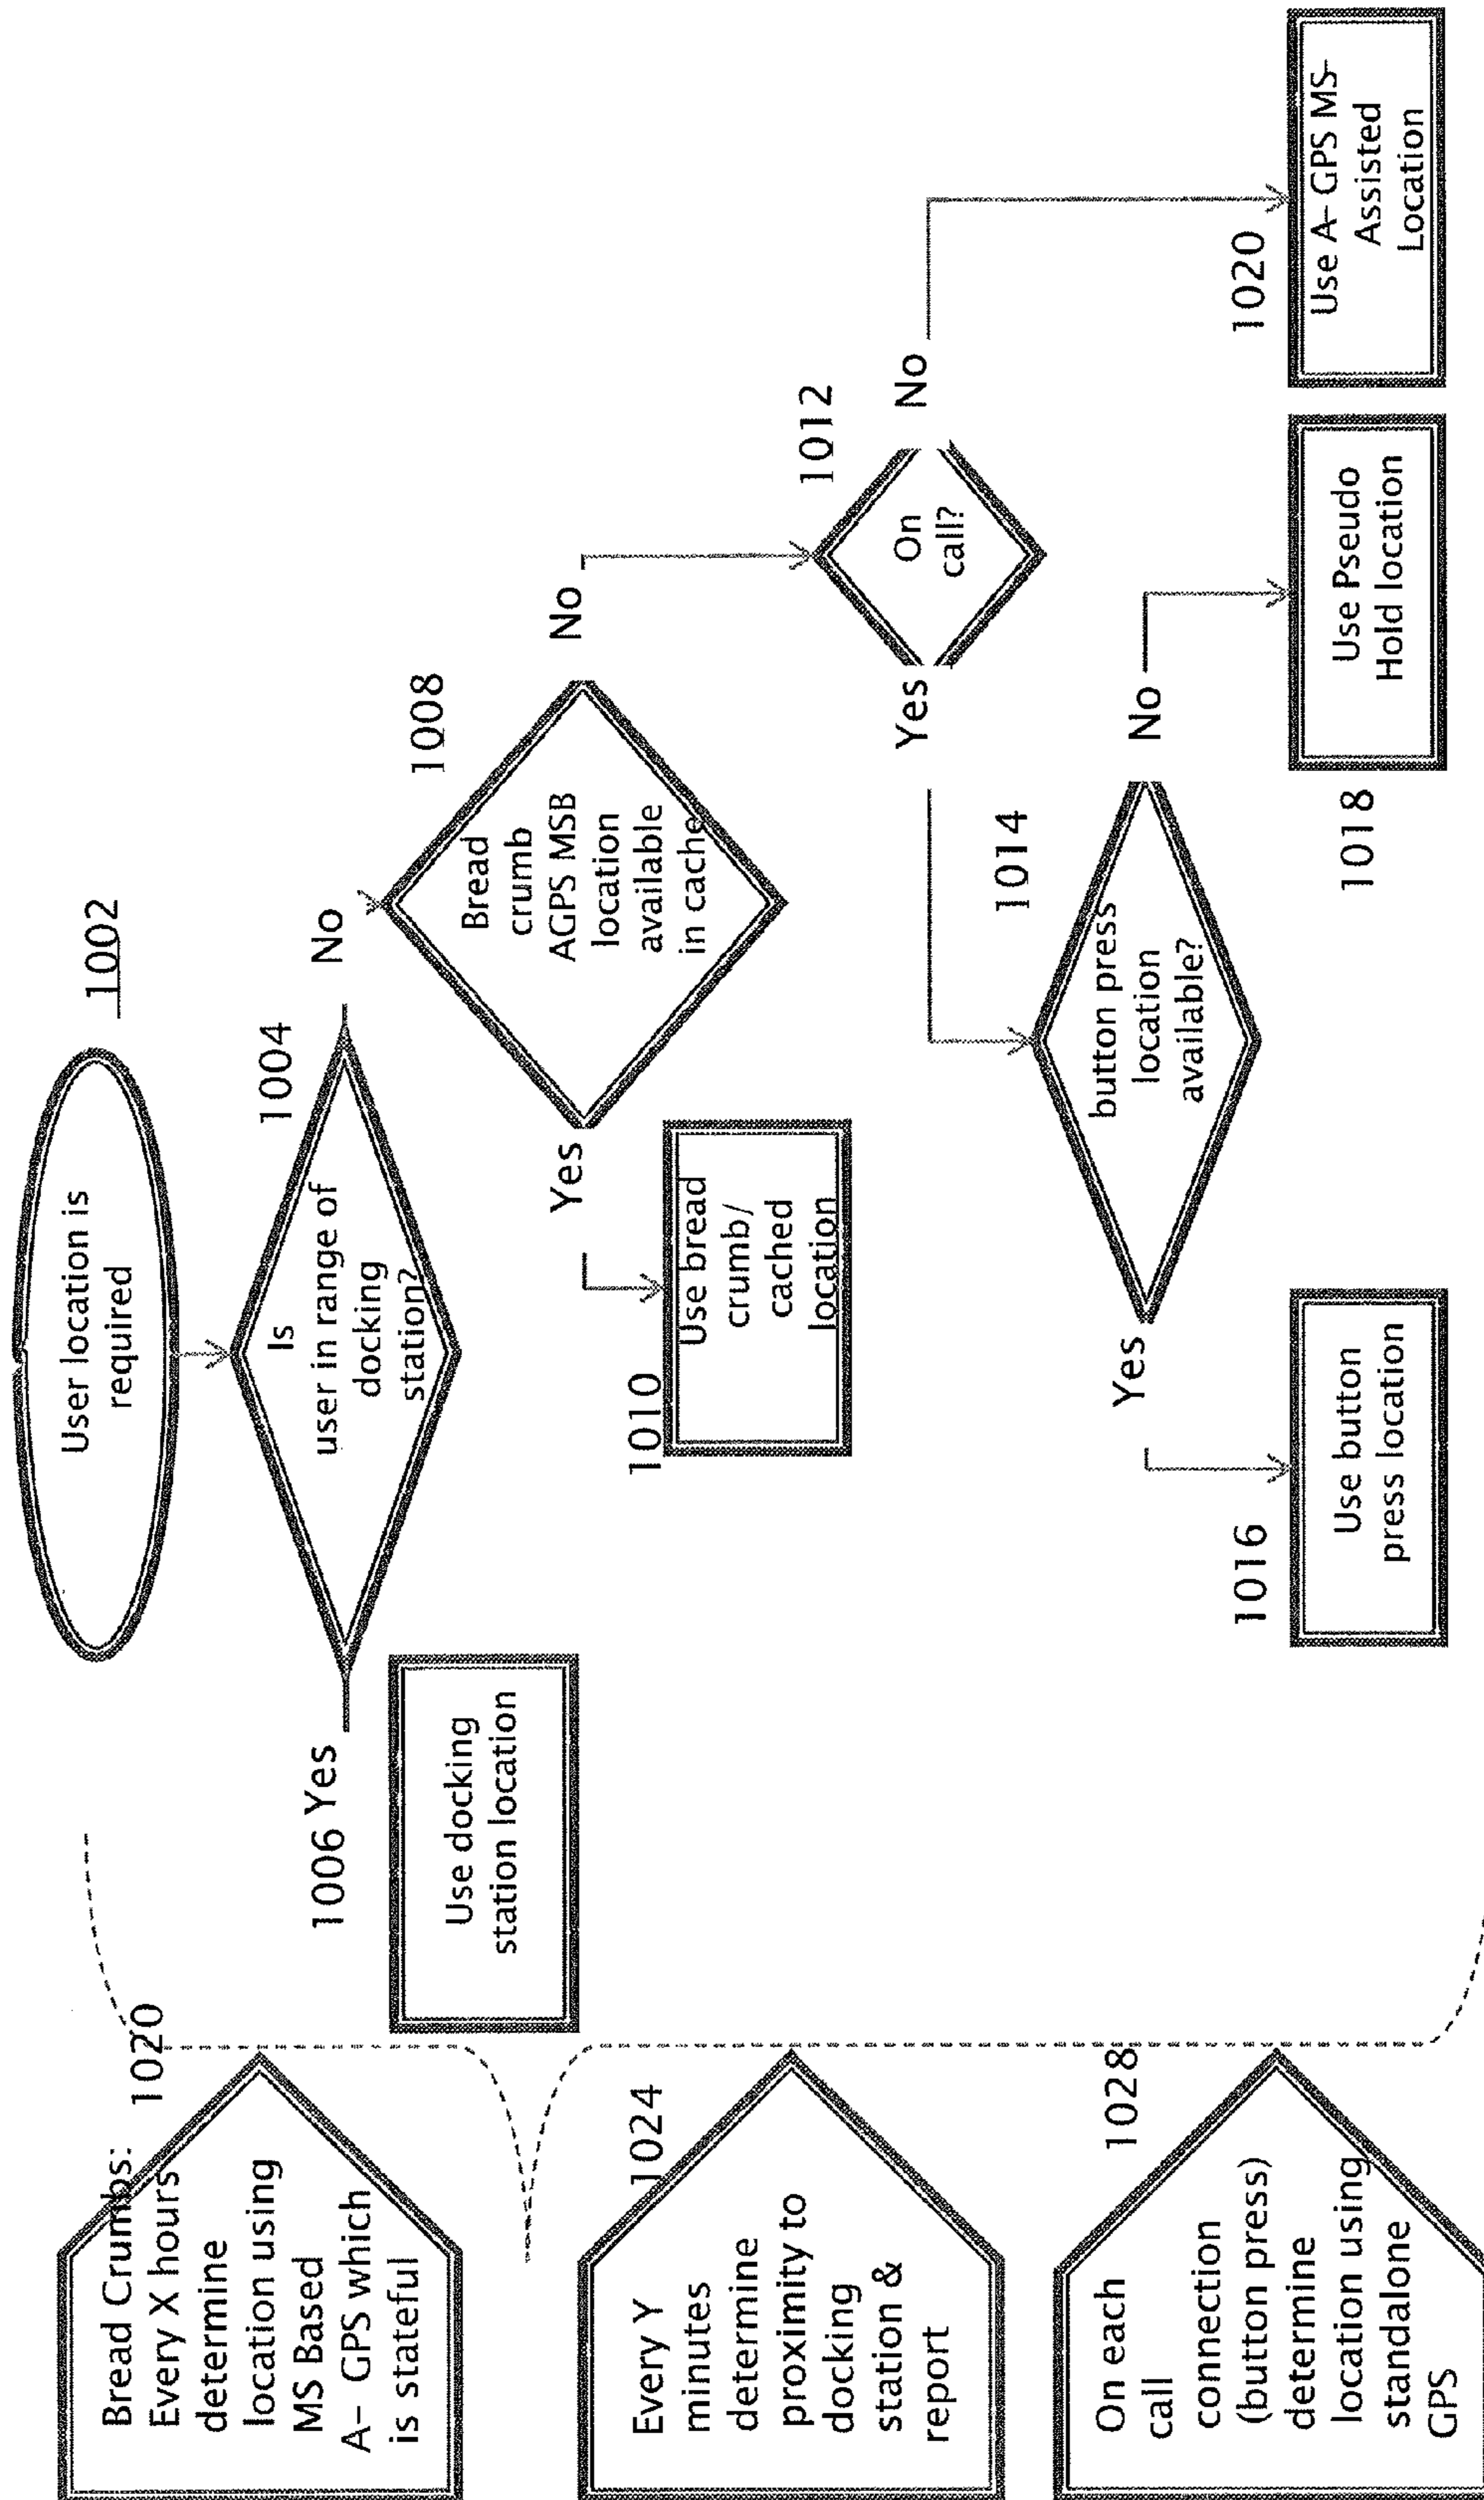 Bread Crumbs:
Every X hours
determine
location using
MS Based
A- GPS which
is stateful
1020
Every Y
minutes
determine
proximity to
docking
station &
report
1024
On each
call
connection
(button press)
determine
location using
standalone
GPS
1028
User location is
required
1002
Is
user in range of
docking
station?
1004
1006 Yes
No
Use docking
station location
Bread
crumb
AGPS MSB
location
available
in cache
1008
Yes
No
1010
Use bread
crumb/
cached
location
On
call?
1012
Yes
No
button press
location
available?
1014
Yes
No
1016
Use button
press location
1018
Use Pseudo
Hold location
1020
Use A- GPS MS-
Assisted
Location